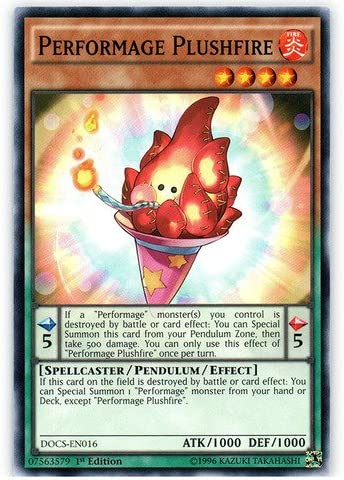 PERFORMAGE PLUSHFIRE
FIRE
炎
If a "Performage" monster(s) you control is
destroyed by battle or card effect: You can Special
Summon this card from your Pendulum Zone, then
take 500 damage. You can only use this effect of
"Performage Plushfire" once per turn.
5
5
[SPELLCASTER/PENDULUM/EFFECT]
If this card on the field is destroyed by battle or card effect: You
can Special Summon 1 "Performage" monster from your hand or
Deck, except "Performage Plushfire".
DOCS-EN016
ATK/1000 DEF/1000
07563579
1st Edition
©1996 KAZUKI TAKAHASHI